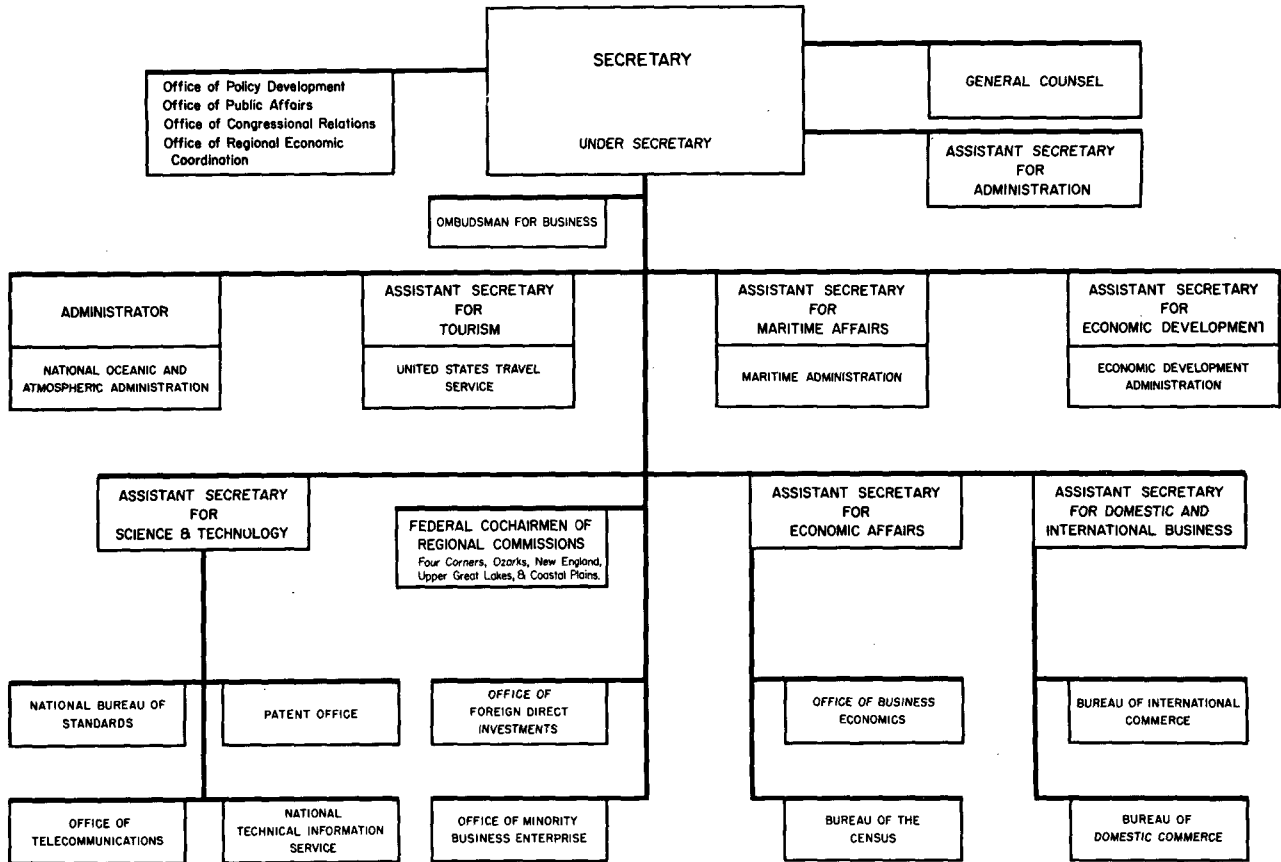 SECRETARY
UNDER SECRETARY
Office of Policy Development
Office of Public Affairs
Office of Congressional Relations
Office of Regional Economic
Coordination
GENERAL COUNSEL
ASSISTANT SECRETARY
FOR
ADMINISTRATION
OMBUDSMAN FOR BUSINESS
ADMINISTRATOR
NATIONAL OCEANIC AND
ATMOSPHERIC ADMINISTRATION
ASSISTANT SECRETARY
FOR
TOURISM
UNITED STATES TRAVEL
SERVICE
ASSISTANT SECRETARY
FOR
MARITIME AFFAIRS
MARITIME ADMINISTRATION
ASSISTANT SECRETARY
FOR
ECONOMIC DEVELOPMENT
ECONOMIC DEVELOPMENT
ADMINISTRATION
ASSISTANT SECRETARY
FOR
SCIENCE & TECHNOLOGY
FEDERAL COCHAIRMEN OF
REGIONAL COMMISSIONS
Four Corners, Ozarks, New England,
Upper Great Lakes, & Coastal Plains.
ASSISTANT SECRETARY
FOR
ECONOMIC AFFAIRS
ASSISTANT SECRETARY
FOR DOMESTIC AND
INTERNATIONAL BUSINESS
NATIONAL BUREAU OF
STANDARDS
PATENT OFFICE
OFFICE OF
FOREIGN DIRECT
INVESTMENTS
OFFICE OF BUSINESS
ECONOMICS
BUREAU OF INTERNATIONAL
COMMERCE
OFFICE OF
TELECOMMUNICATIONS
NATIONAL
TECHNICAL INFORMATION
SERVICE
OFFICE OF MINORITY
BUSINESS ENTERPRISE
BUREAU OF THE
CENSUS
BUREAU OF
DOMESTIC COMMERCE